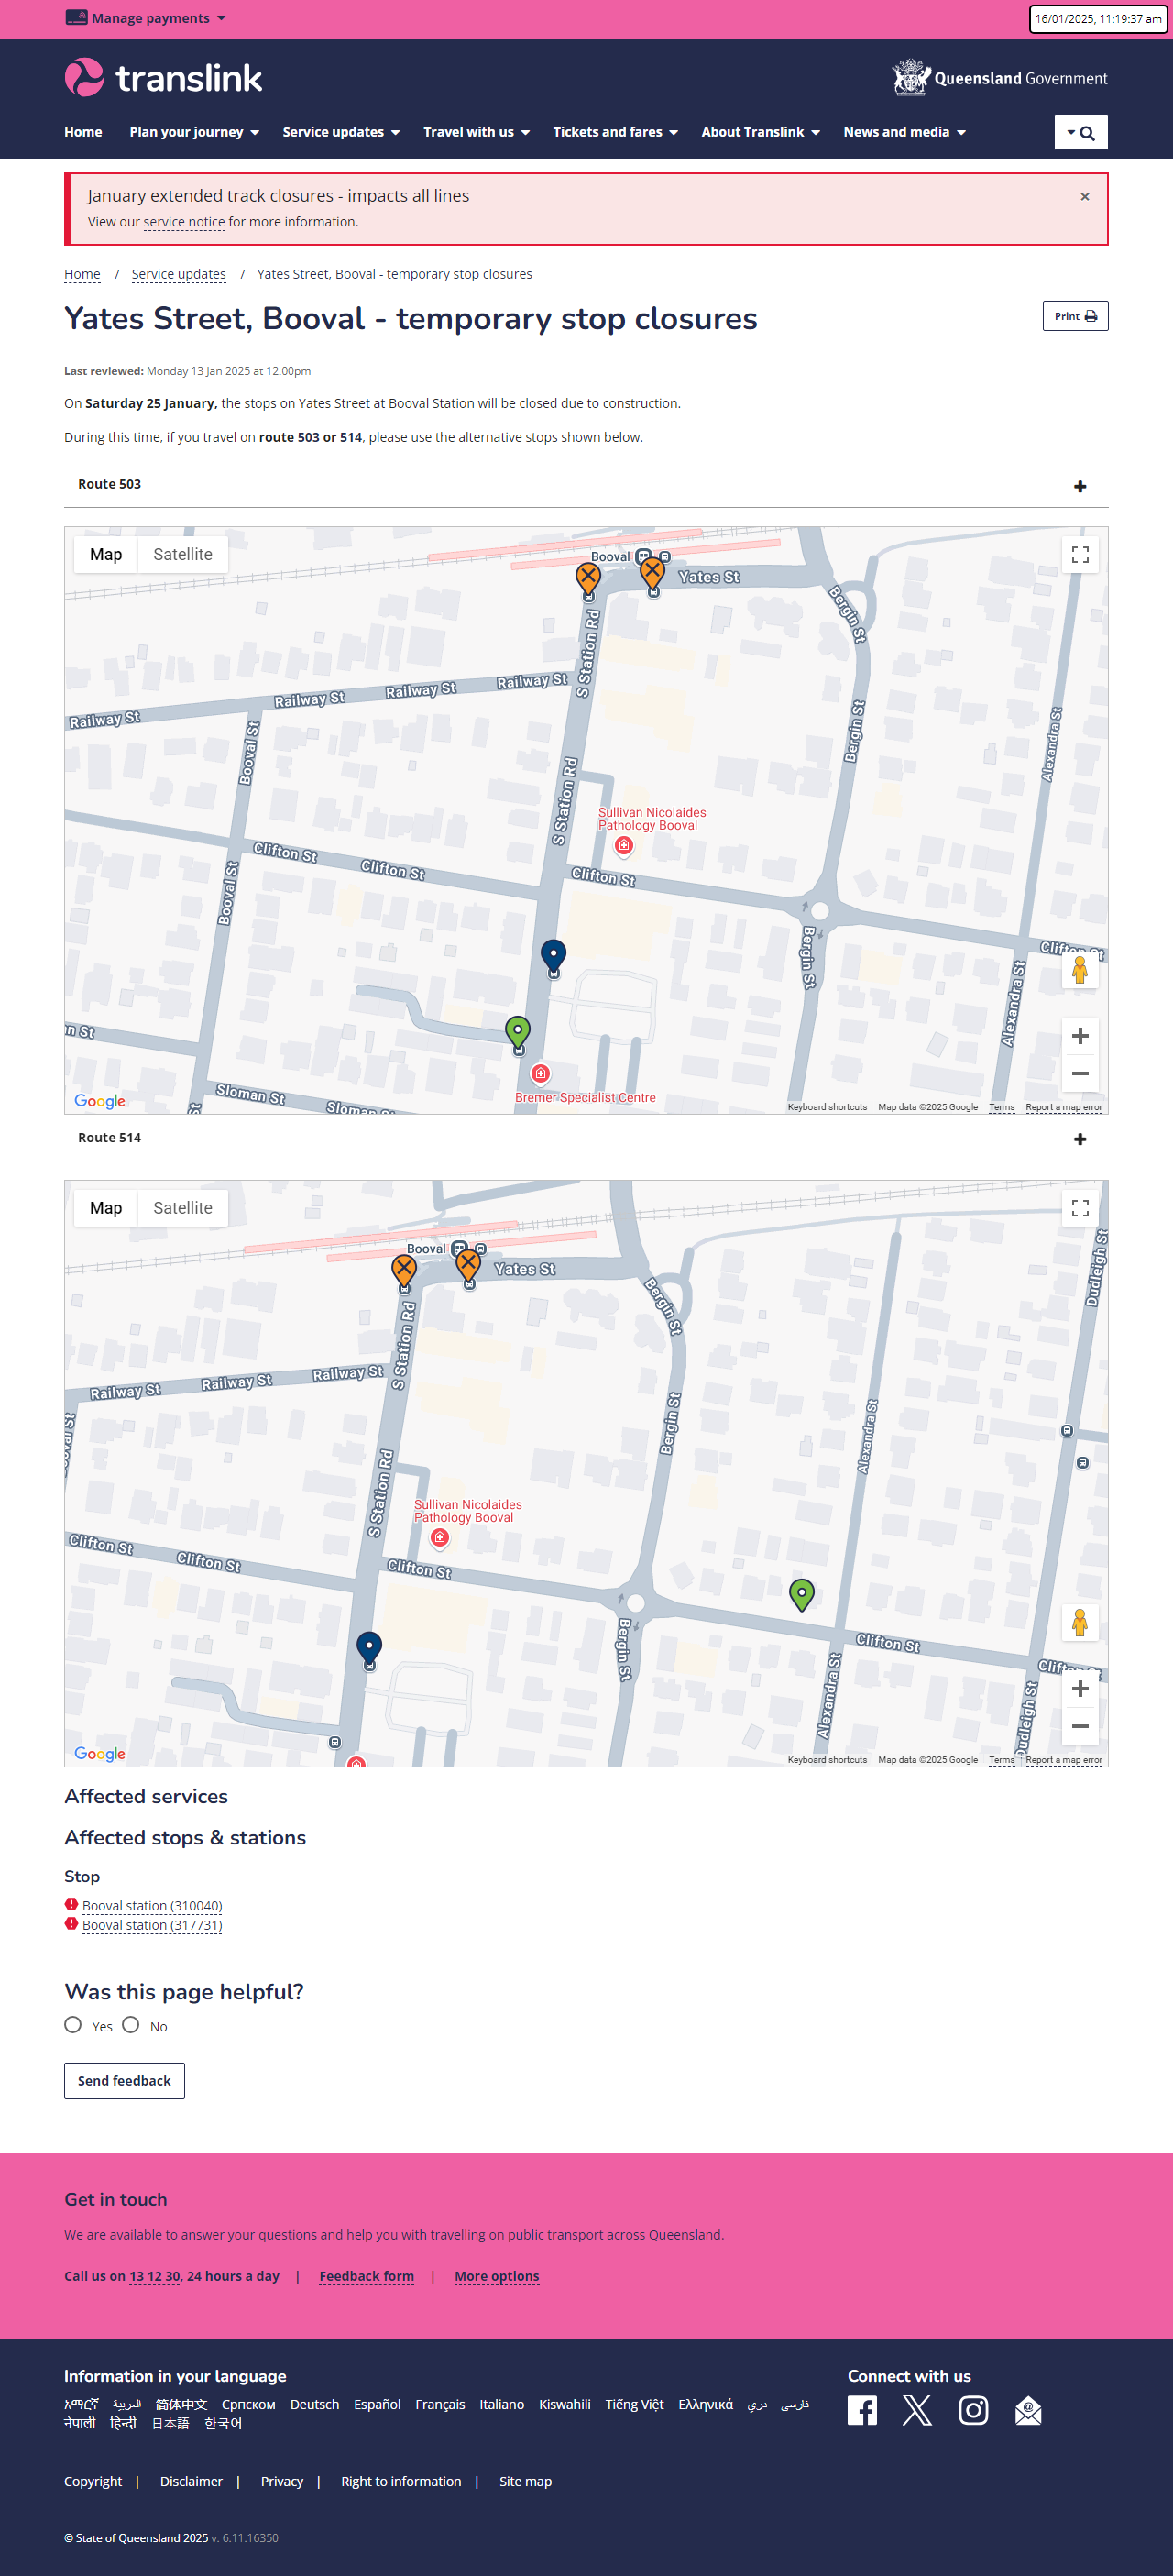 Manage payments
16/01/2025, 11:19:37 am
translink
Queensland Government
Home Plan your journey Service updates Travel with us Tickets and fares About Translink News and media
January extended track closures - impacts all lines
×
View our service notice for more information.
Home / Service updates / Yates Street, Booval - temporary stop closures
Yates Street, Booval - temporary stop closures
Print
Last reviewed: Monday 13 Jan 2025 at 12.00pm
On Saturday 25 January, the stops on Yates Street at Booval Station will be closed due to construction.
During this time, if you travel on route 503 or 514, please use the alternative stops shown below.
Route 503
Map Satellite
Booval
Yates St
Bergin St
S Station Rd
Railway St Railway St Railway St
Railway St
Booval St
Bergin St
Alexandra St
S Station Rd
Sullivan Nicolaides
Pathology Booval
Clifton St Clifton St Clifton St
Booval St
Bergin St
Clifton St
Alexandra St
Sloman St
Bremer Specialist Centre
Google
Keyboard shortcuts Map data ©2025 Google Terms Report a map error
Route 514
Map Satellite
Booval
Yates St
Dudleigh St
Bergin St
S Station Rd
Railway St Railway St Railway St
Bergin St
Alexandra St
S Station Rd
Sullivan Nicolaides
Pathology Booval
Clifton St Clifton St Clifton St
Bergin St
Clifton St
Clifton St
Alexandra St
Dudleigh St
Google
Keyboard shortcuts Map data ©2025 Google Terms Report a map error
Affected services
Affected stops & stations
Stop
Booval station (310040)
Booval station (317731)
Was this page helpful?
Yes No
Send feedback
Get in touch
We are available to answer your questions and help you with travelling on public transport across Queensland.
Call us on 13 12 30, 24 hours a day | Feedback form | More options
Information in your language
አማርኛ العربية 简体中文 Српском Deutsch Español Français Italiano Kiswahili Tiếng Việt Ελληνικά دري فارسی
नेपाली हिन्दी 日本語 한국어
Connect with us
Copyright | Disclaimer | Privacy | Right to information | Site map
© State of Queensland 2025 v. 6.11.16350